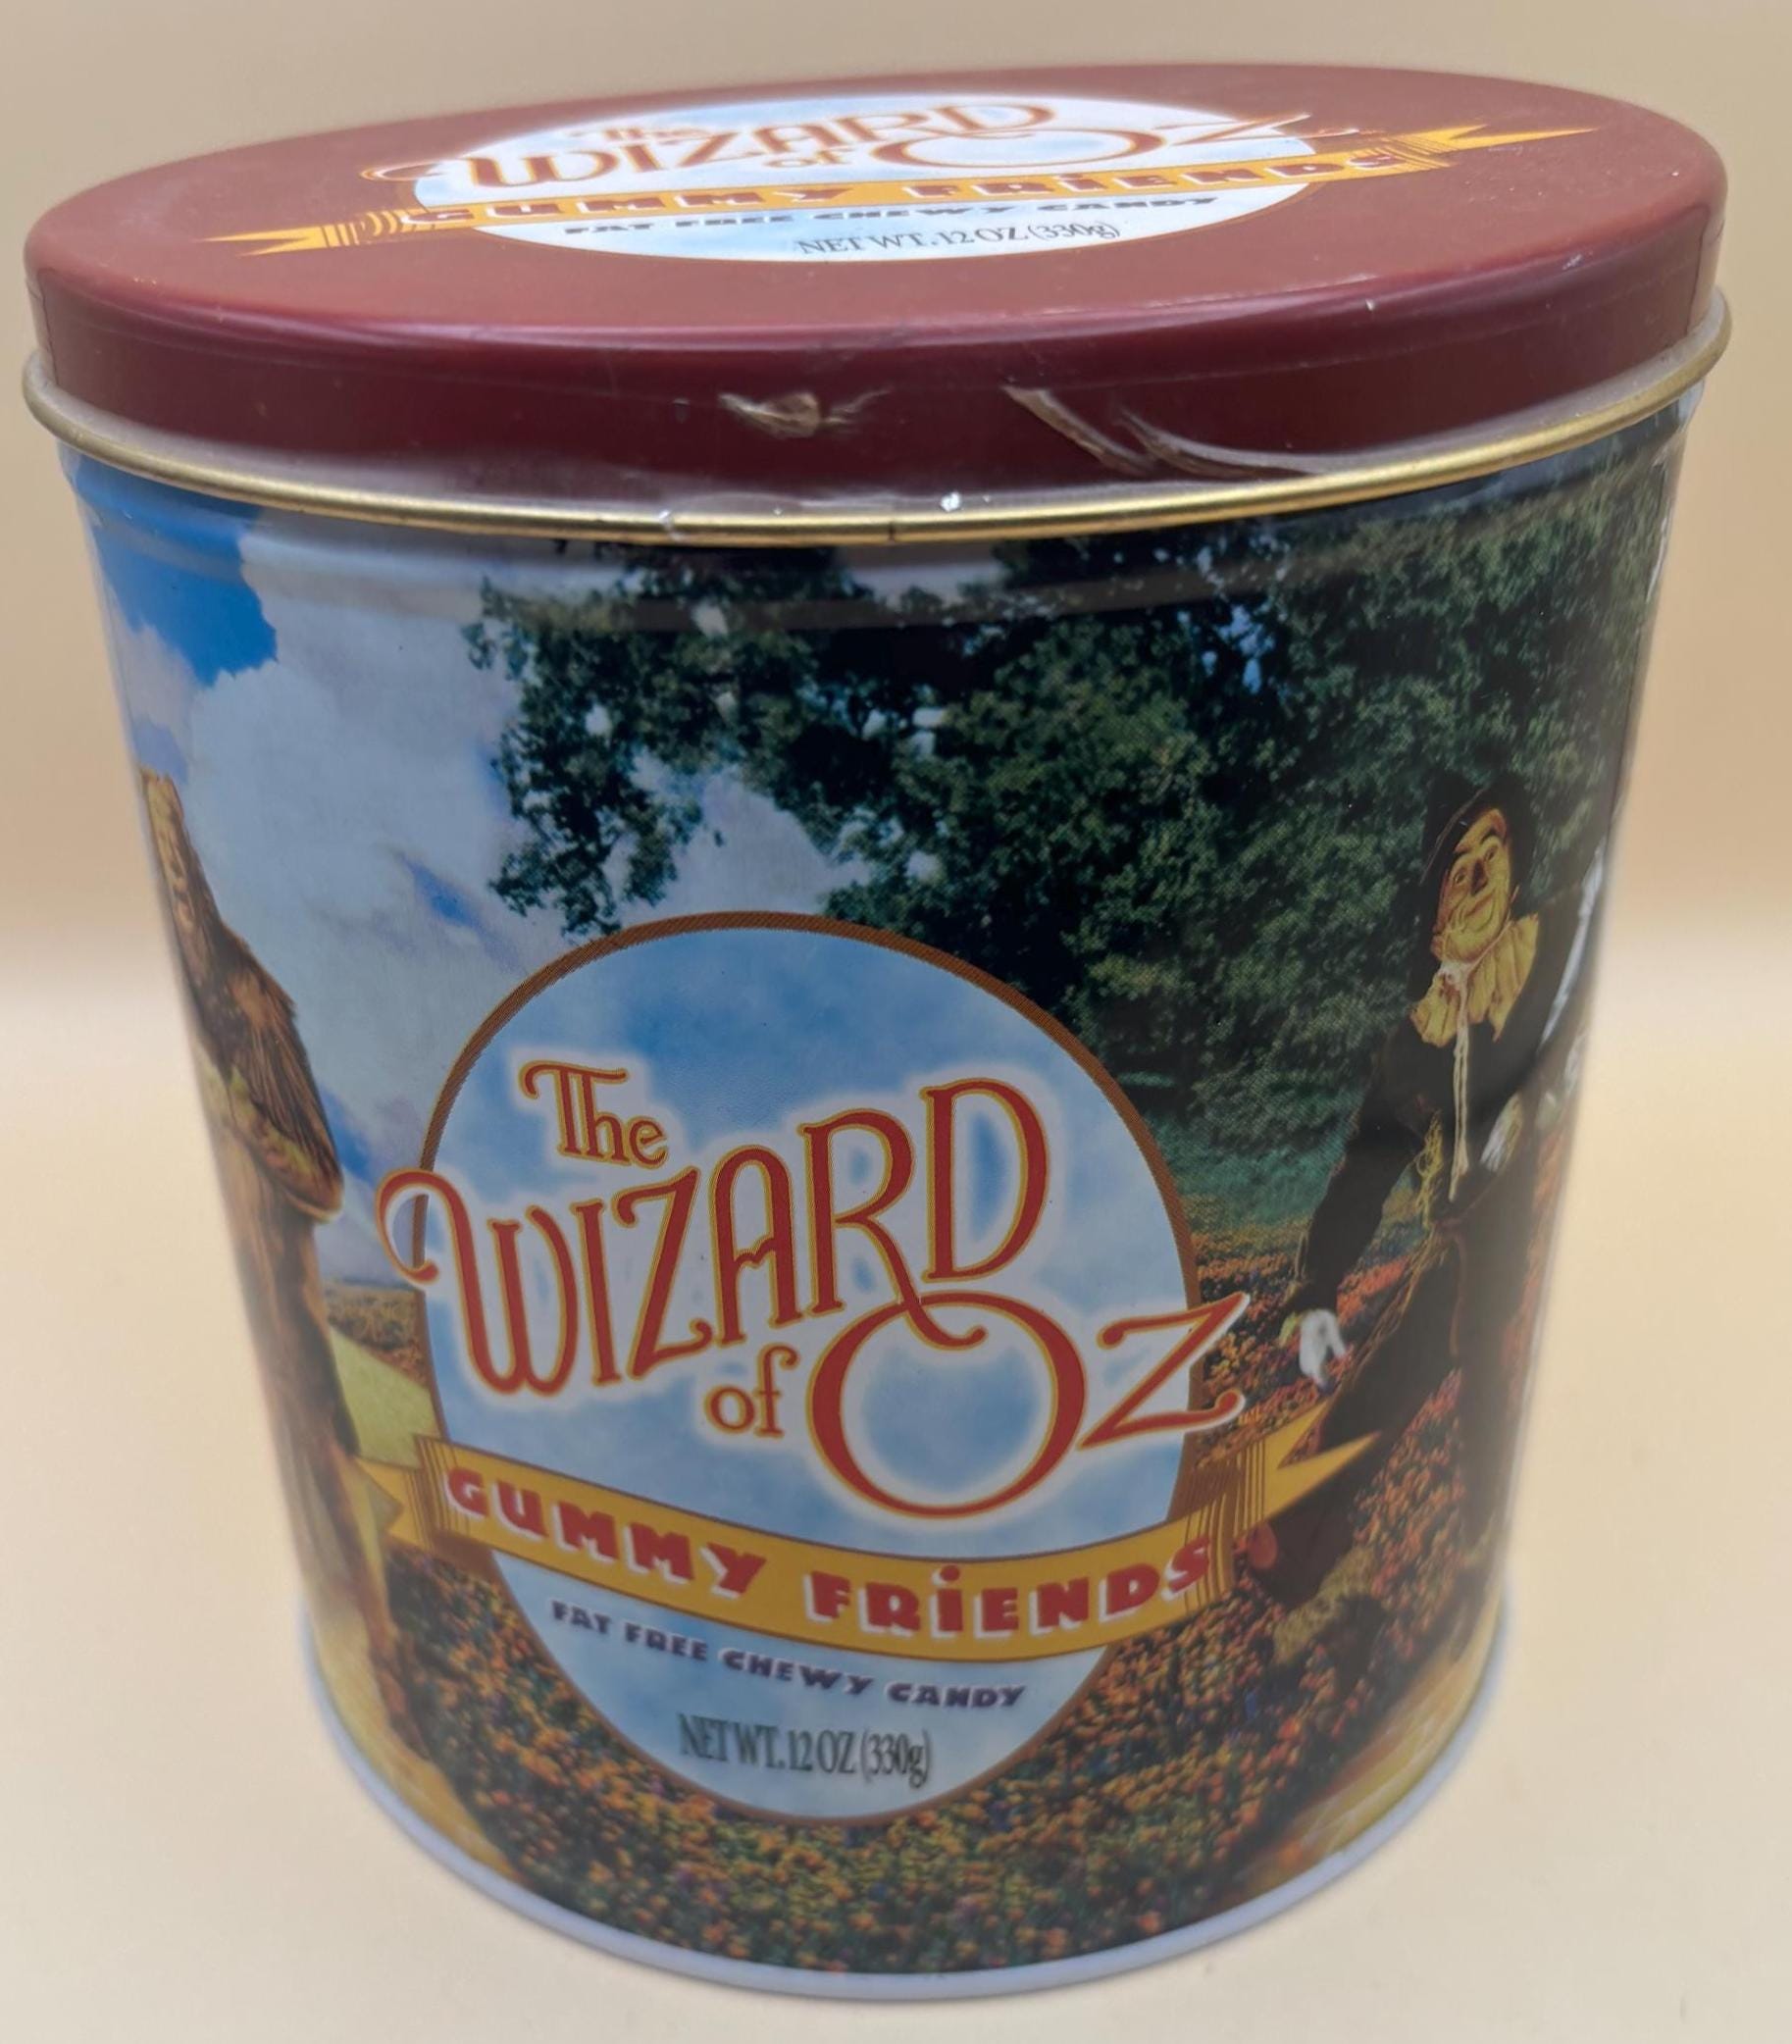 The
WIZARD
of OZ
GUMMY FRiENDS
FAT FREE CHEWY CANDY
NET WT. 12 OZ (330g)
The
WIZARD
of OZ
GUMMY FRiENDS
FAT FREE CHEWY CANDY
NET WT. 12 OZ (330g)